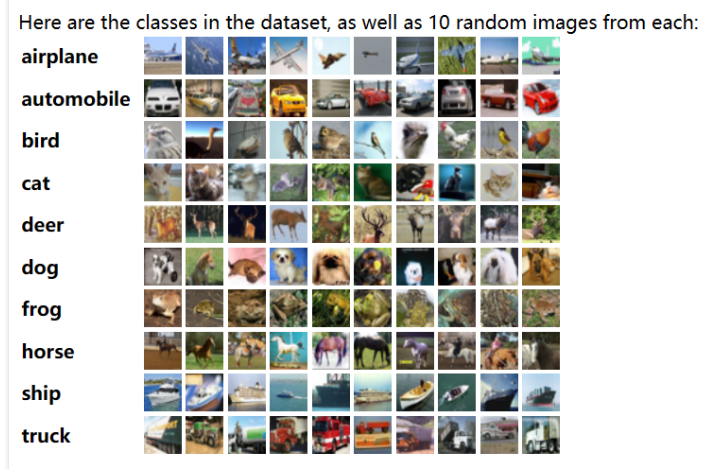 Here are the classes in the dataset, as well as 10 random images from each:
airplane
automobile
bird
cat
deer
dog
frog
horse
ship
truck